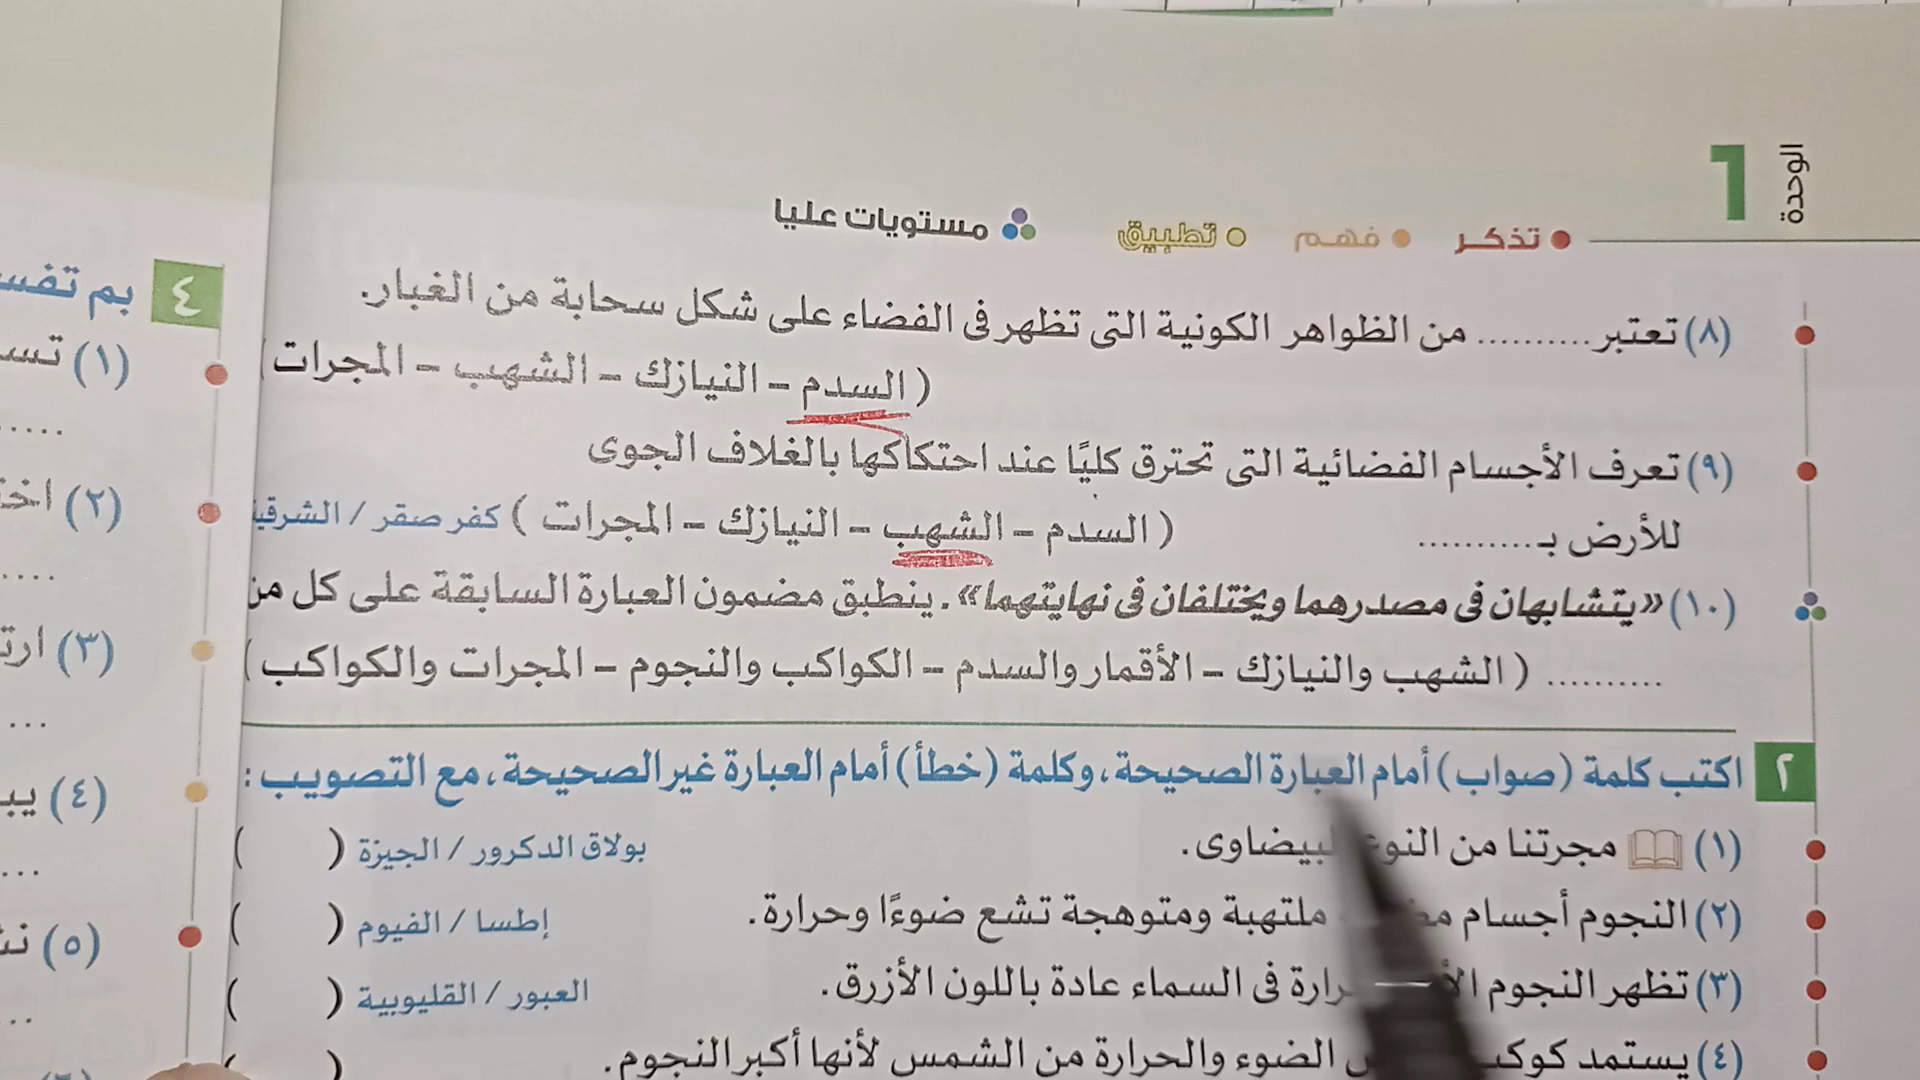 الوحدة
٦
تذكر فهم تطبيق مستويات عليا
(٨) تعتبر .......... من الظواهر الكونية التى تظهر فى الفضاء على شكل سحابة من الغبار.
( السدم – النيازك – الشهب – المجرات )
(٩) تعرف الأجسام الفضائية التى تحترق كليًا عند احتكاكها بالغلاف الجوى
للأرض بـ .......... ( السدم – الشهب – النيازك – المجرات ) كفر صقر / الشرقية
(١٠) «يتشابهان فى مصدرهما ويختلفان فى نهايتهما». ينطبق مضمون العبارة السابقة على كل من
.......... ( الشهب والنيازك – الأقمار والسدم – الكواكب والنجوم – المجرات والكواكب )
٢ اكتب كلمة (صواب) أمام العبارة الصحيحة، وكلمة (خطأ) أمام العبارة غير الصحيحة، مع التصويب :
(١) مجرتنا من النوع البيضاوى. بولاق الدكرور / الجيزة ( )
(٢) النجوم أجسام ملتهبة ومتوهجة تشع ضوءًا وحرارة. إطسا / الفيوم ( )
(٣) تظهر النجوم حرارة فى السماء عادة باللون الأزرق. العبور / القليوبية ( )
(٤) يستمد كوكب الضوء والحرارة من الشمس لأنها أكبر النجوم. ( )
٤ بم
(١)
(٢)
(٣)
(٤)
(٥)